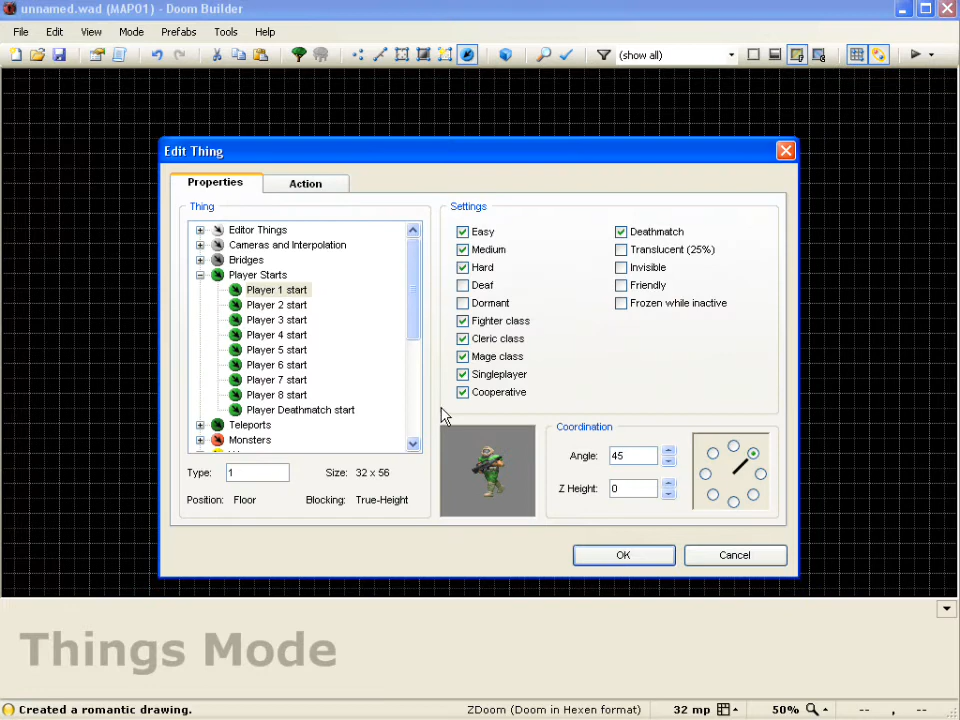 unnamed.wad (MAP01) - Doom Builder
File Edit View Mode Prefabs Tools Help
(show all)
Edit Thing
Properties Action
Thing
Editor Things
Cameras and Interpolation
Bridges
Player Starts
Player 1 start
Player 2 start
Player 3 start
Player 4 start
Player 5 start
Player 6 start
Player 7 start
Player 8 start
Player Deathmatch start
Teleports
Monsters
Type: 1 Size: 32 x 56
Position: Floor Blocking: True-Height
Settings
Easy
Medium
Hard
Deaf
Dormant
Fighter class
Cleric class
Mage class
Singleplayer
Cooperative
Deathmatch
Translucent (25%)
Invisible
Friendly
Frozen while inactive
Coordination
Angle: 45
Z Height: 0
OK Cancel
Things Mode
Created a romantic drawing. ZDoom (Doom in Hexen format) 32 mp 50% -- , --